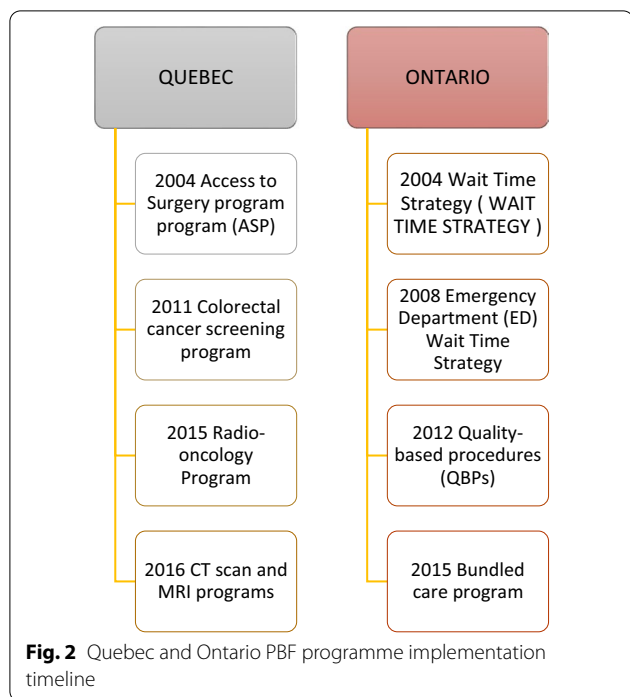 QUEBEC
2004 Access to
Surgery program
program (ASP)
2011 Colorectal
cancer screening
program
2015 Radio-
oncology
Program
2016 CT scan and
MRI programs
ONTARIO
2004 Wait Time
Strategy ( WAIT
TIME STRATEGY )
2008 Emergency
Department (ED)
Wait Time
Strategy
2012 Quality-
based procedures
(QBPs)
2015 Bundled
care program
Fig. 2 Quebec and Ontario PBF programme implementation
timeline